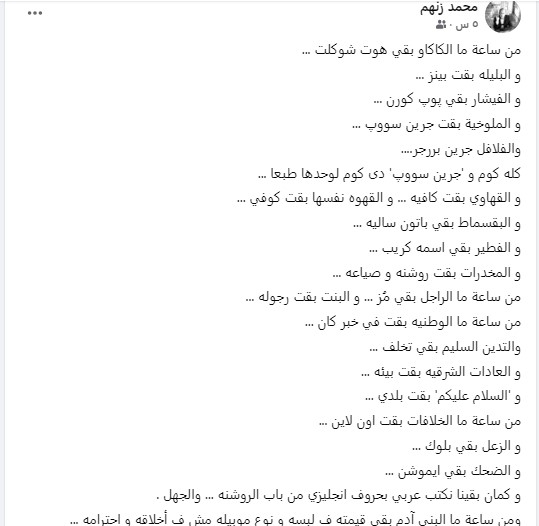 محمد زنهم
٥ س ·
من ساعة ما الكاكاو بقي هوت شوكلت ...
و البليله بقت بينز ...
و الفيشار بقي پوپ كورن ...
و الملوخية بقت جرين سووپ ...
والفلافل جرين بررجر....
كله كوم و 'جرين سووپ' دى كوم لوحدها طبعا ...
و القهاوي بقت كافيه ... و القهوه نفسها بقت كوفي ...
و البقسماط بقي باتون ساليه ...
و الفطير بقي اسمه كريب ...
و المخدرات بقت روشنه و صياعه ...
من ساعة ما الراجل بقي مُز ... و البنت بقت رجوله ...
من ساعة ما الوطنيه بقت في خبر كان ...
والتدين السليم بقي تخلف ...
و العادات الشرقيه بقت بيئه ...
و 'السلام عليكم' بقت بلدي ...
من ساعة ما الخلافات بقت اون لاين ...
و الزعل بقي بلوك ...
و الضحك بقي ايموشن ...
و كمان بقينا نكتب عربي بحروف انجليزي من باب الروشنه ... والجهل .
ومن ساعة ما البني آدم بقي قيمته ف لبسه و نوع موبيله مش ف أخلاقه و احترامه ...